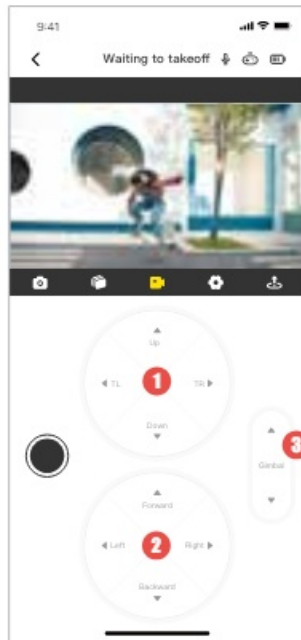 9:41
Waiting to takeoff
Up
TL 1 TR
Down
3
Gimbal
Forward
Left 2 Right
Backward